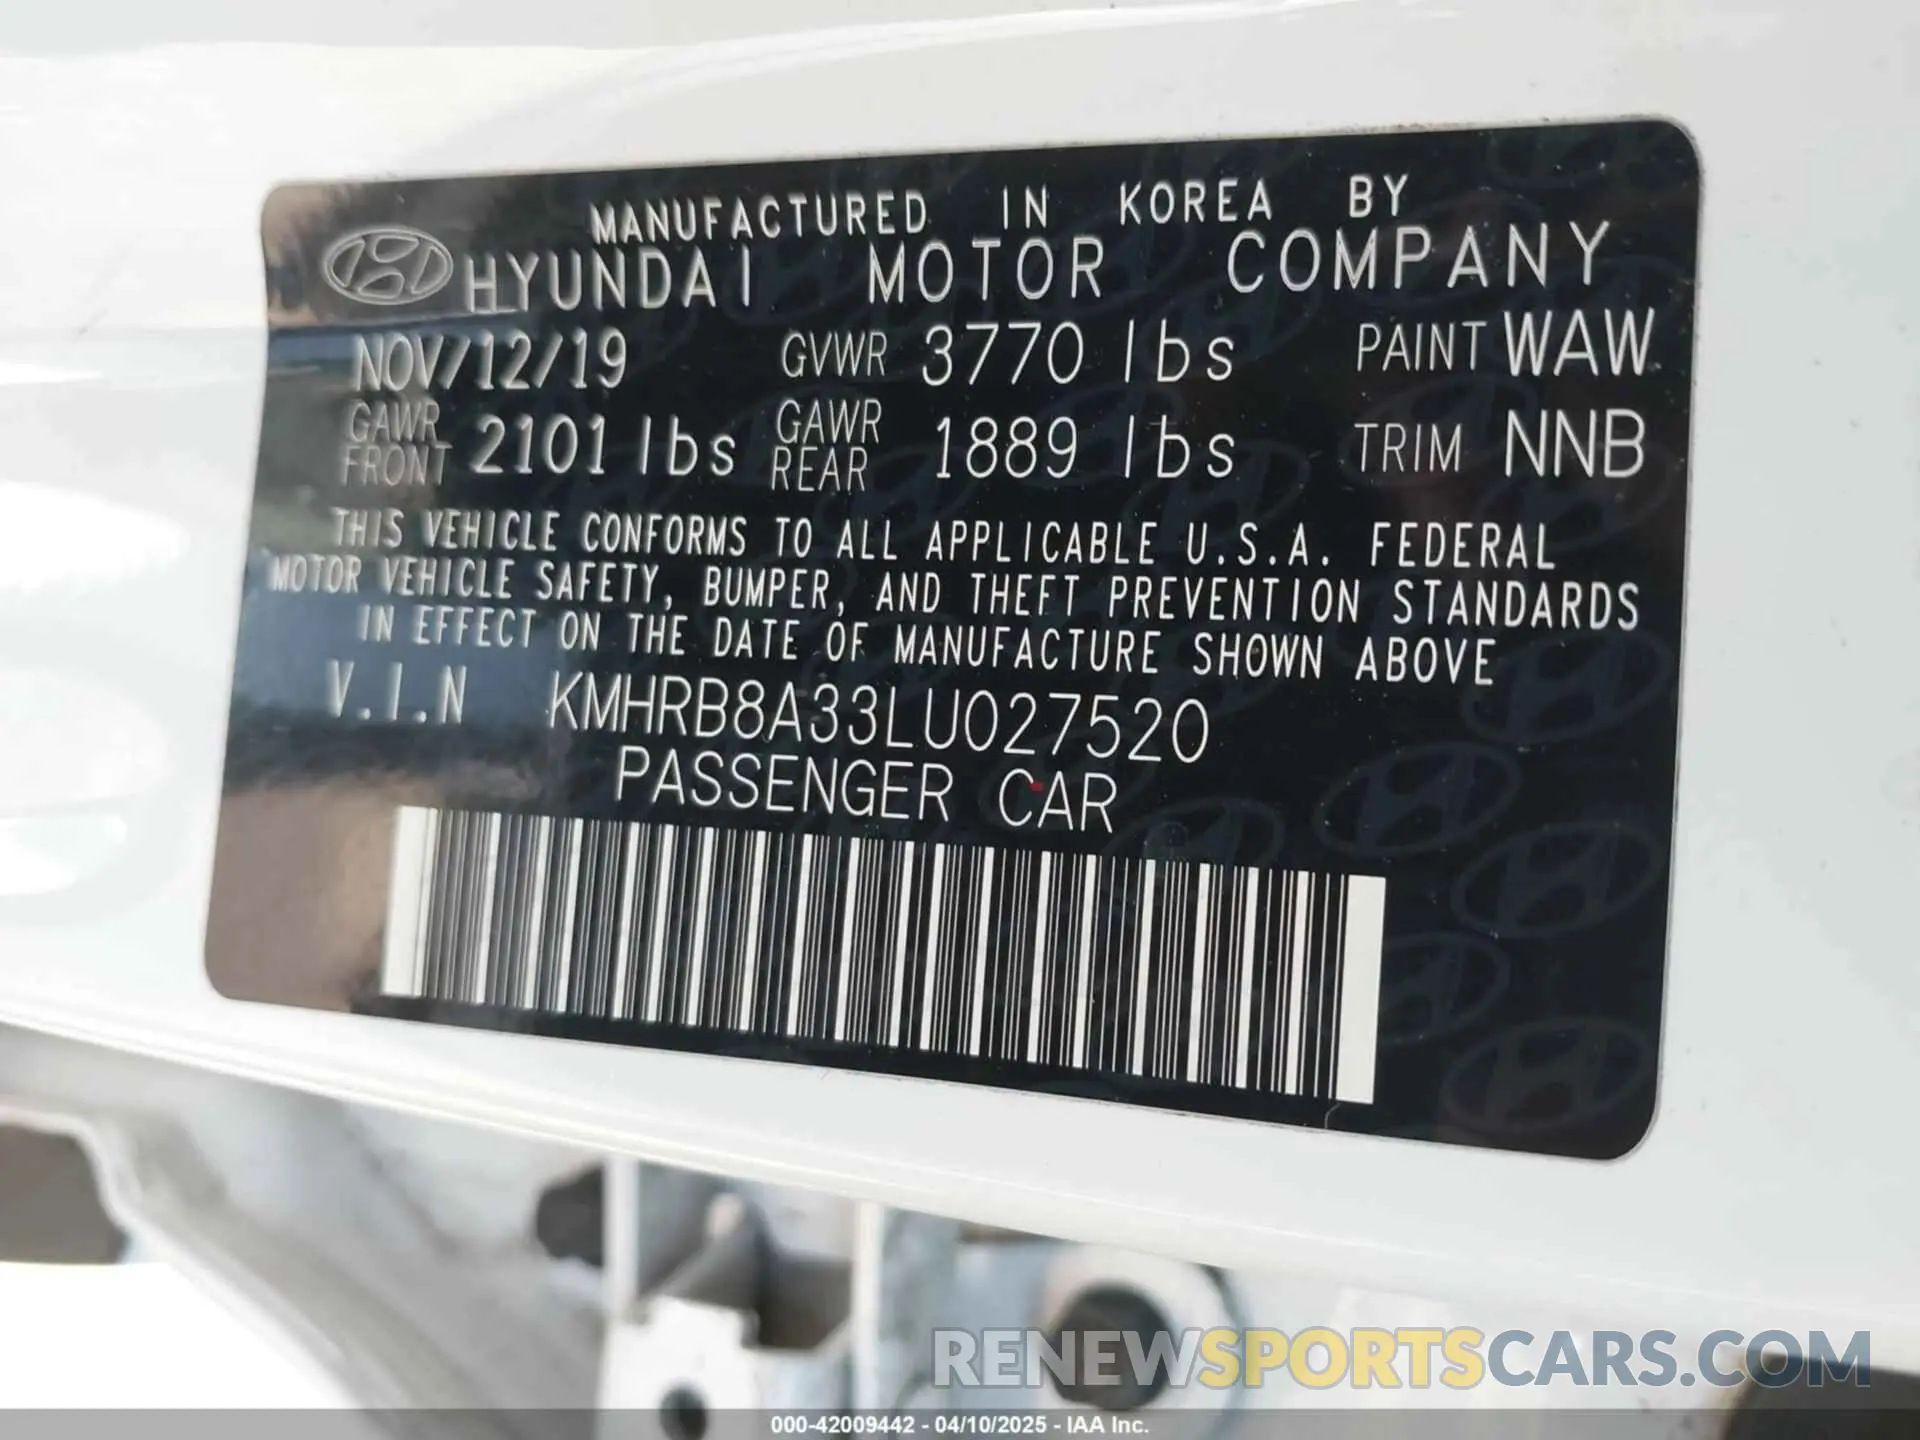 MANUFACTURED IN KOREA BY
HYUNDAI MOTOR COMPANY
NOV/12/19 GVWR 3770 lbs PAINT WAW
GAWR FRONT 2101 lbs GAWR REAR 1889 lbs TRIM NNB
THIS VEHICLE CONFORMS TO ALL APPLICABLE U.S.A. FEDERAL
MOTOR VEHICLE SAFETY, BUMPER, AND THEFT PREVENTION STANDARDS
IN EFFECT ON THE DATE OF MANUFACTURE SHOWN ABOVE
V.I.N KMHRB8A33LU027520
PASSENGER CAR
RENEWSPORTSCARS.COM
000-42009442 - 04/10/2025 - IAA Inc.